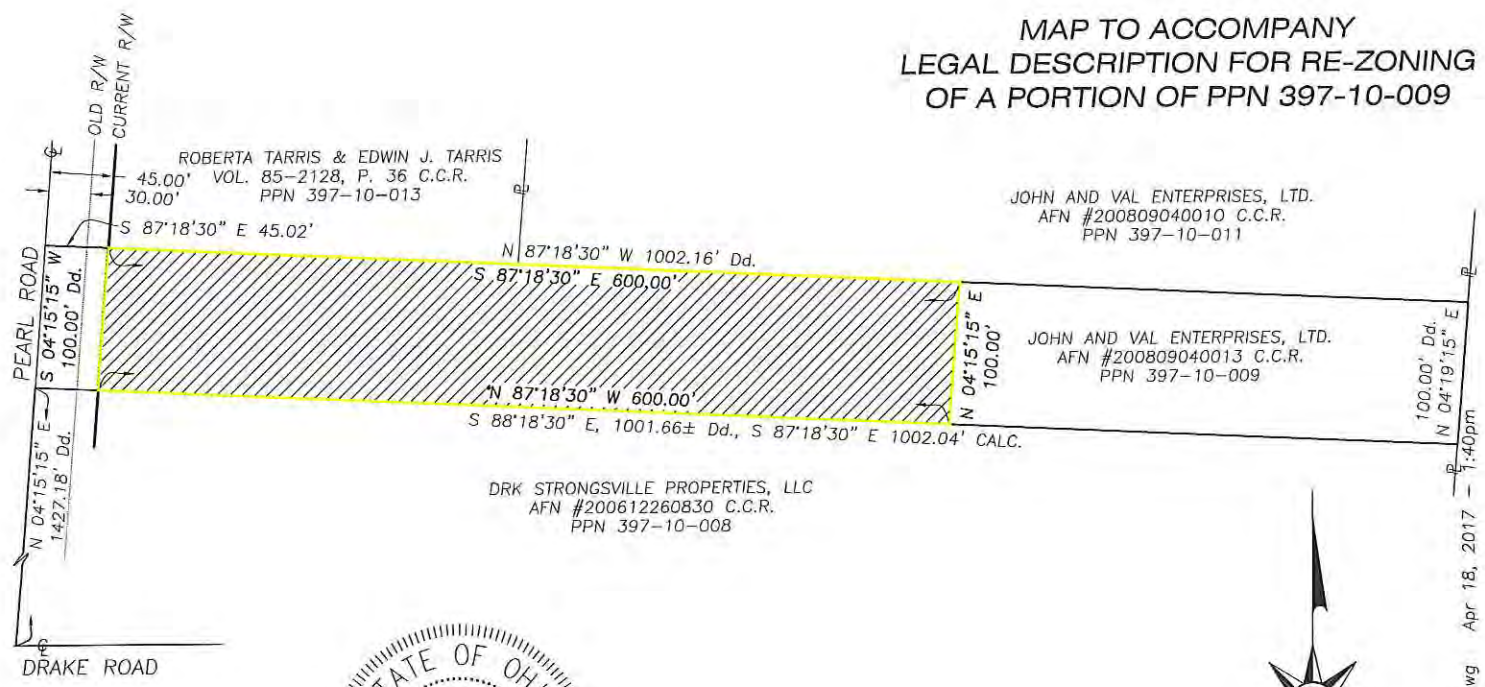 MAP TO ACCOMPANY
LEGAL DESCRIPTION FOR RE-ZONING
OF A PORTION OF PPN 397-10-009
OLD R/W
CURRENT R/W
ROBERTA TARRIS & EDWIN J. TARRIS
VOL. 85-2128, P. 36 C.C.R.
PPN 397-10-013
45.00'
30.00'
S 87°18'30" E 45.02'
JOHN AND VAL ENTERPRISES, LTD.
AFN #200809040010 C.C.R.
PPN 397-10-011
N 87°18'30" W 1002.16' Dd.
S 87°18'30" E 600.00'
PEARL ROAD
S 04°15'15" W
100.00' Dd.
N 04°15'15" E
100.00'
JOHN AND VAL ENTERPRISES, LTD.
AFN #200809040013 C.C.R.
PPN 397-10-009
100.00' Dd.
N 04°19'15" E
N 87°18'30" W 600.00'
S 88°18'30" E, 1001.66± Dd., S 87°18'30" E 1002.04' CALC.
N 04°15'15" E
1427.18' Dd.
DRK STRONGSVILLE PROPERTIES, LLC
AFN #200612260830 C.C.R.
PPN 397-10-008
DRAKE ROAD
STATE OF OH
wg Apr 18, 2017 - 1:40pm